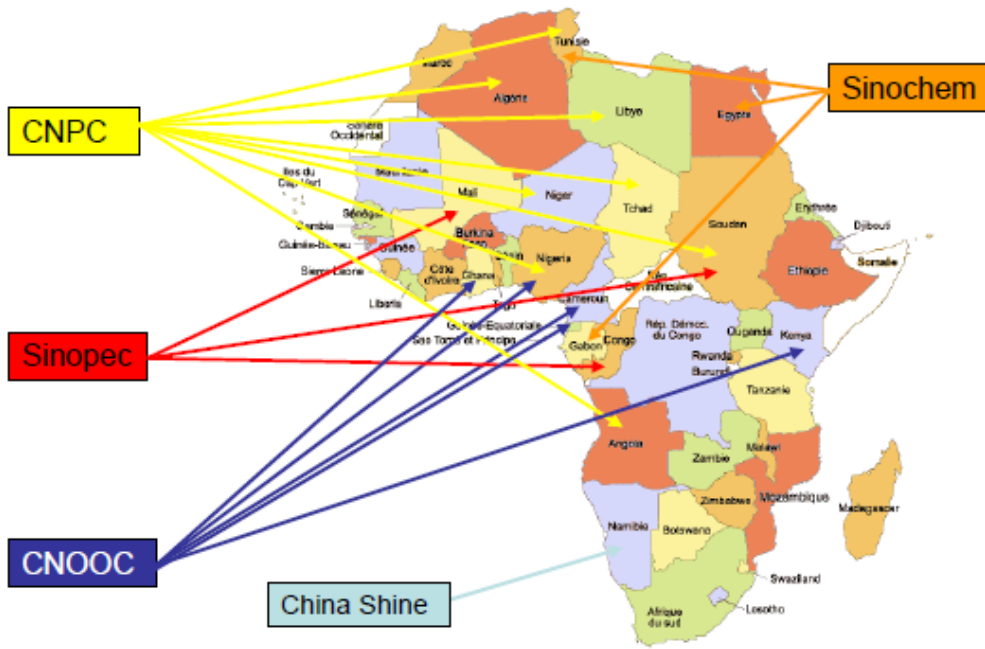 Tunisie
Maroc
Sinochem
Algérie
Libye
Egypte
CNPC
Occidental
Mauritanie
Iles du
Cap Vert
Mali
Niger
Tchad
Soudan
Erythrée
Sénégal
Gambie
Djibouti
Burkina
Guinée-Bissau
Guinée
Nigeria
Bénin
Somalie
Ethiopie
Sierra Leone
Côte
d'Ivoire
Ghana
Centrafricaine
Liberia
Togo
Cameroun
Guinée-Equatoriale
Sao Tomé et Principe
Rép. Démoc.
du Congo
Ouganda
Kenya
Sinopec
Gabon
Congo
Rwanda
Burundi
Tanzanie
Angola
Zambie
Malawi
Mozambique
Zimbabwe
Madagascar
Namibie
Botswana
CNOOC
Swaziland
China Shine
Lesotho
Afrique
du sud